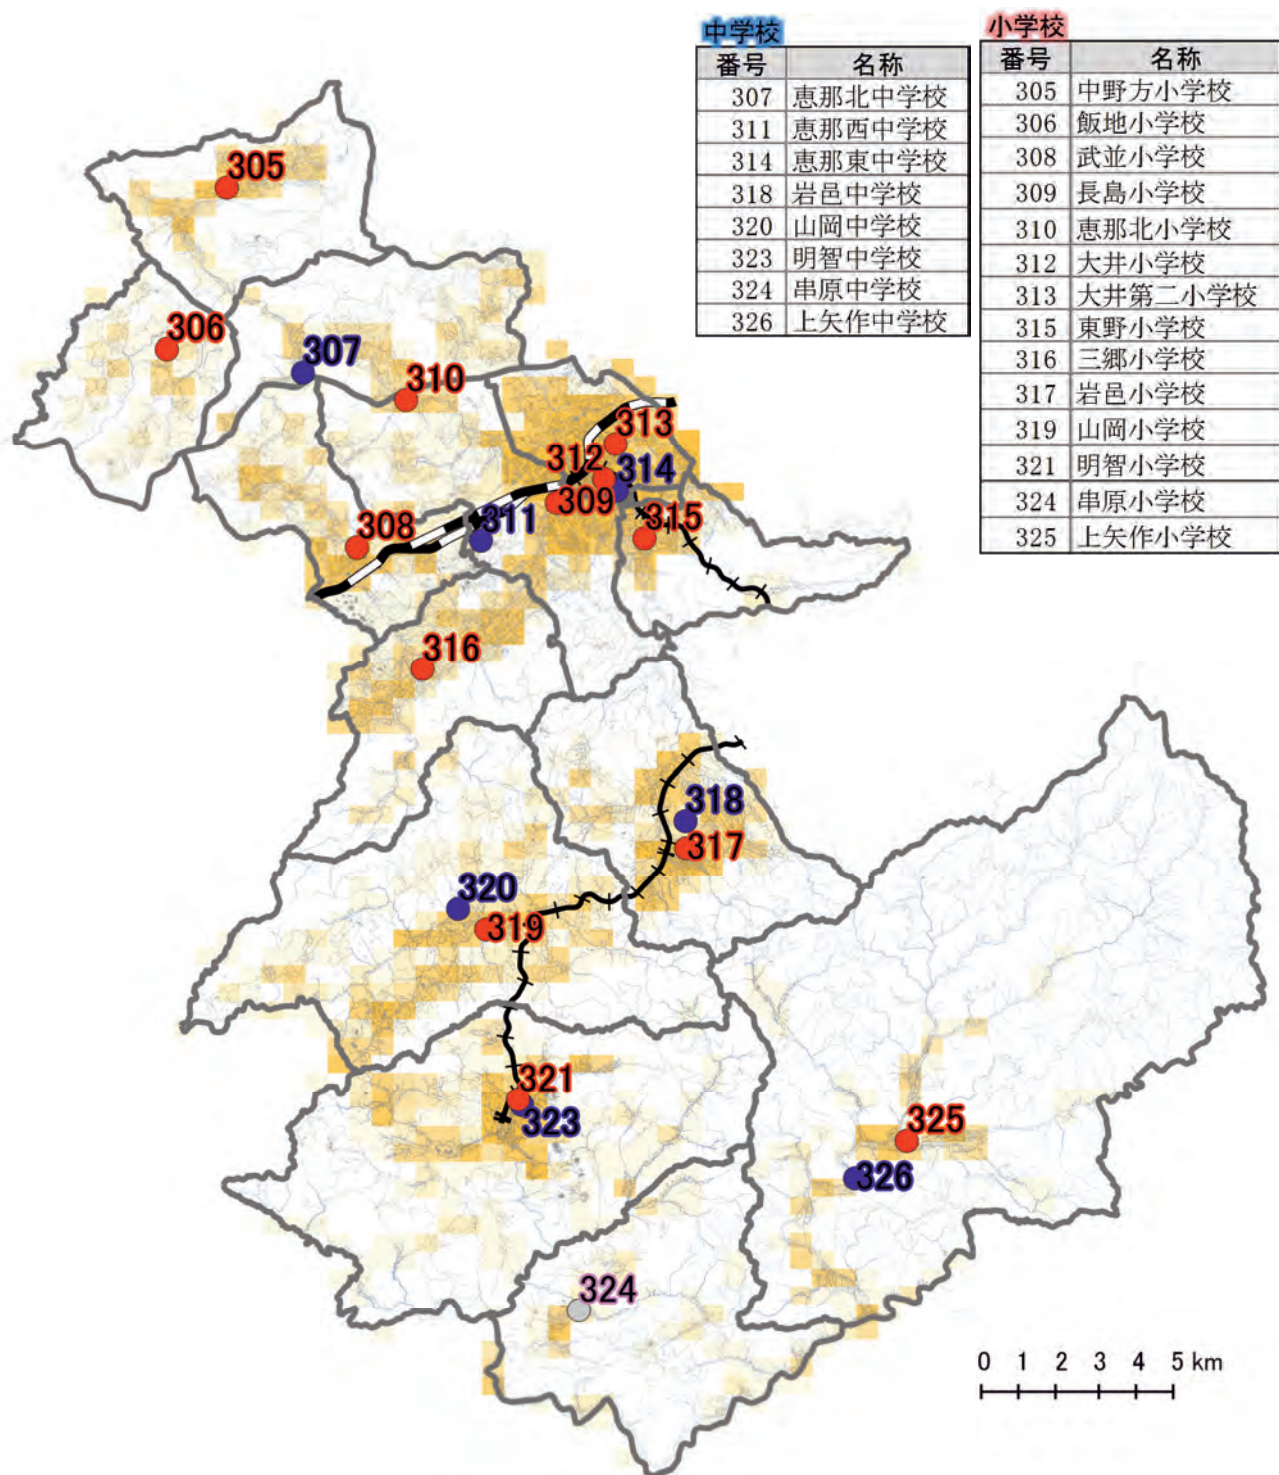 中学校
番号 名称
307 恵那北中学校
311 恵那西中学校
314 恵那東中学校
318 岩邑中学校
320 山岡中学校
323 明智中学校
324 串原中学校
326 上矢作中学校
小学校
番号 名称
305 中野方小学校
306 飯地小学校
308 武並小学校
309 長島小学校
310 恵那北小学校
312 大井小学校
313 大井第二小学校
315 東野小学校
316 三郷小学校
317 岩邑小学校
319 山岡小学校
321 明智小学校
324 串原小学校
325 上矢作小学校
305
306
307
310
313
312
314
309
311
315
308
316
318
317
320
319
321
323
325
326
324
0 1 2 3 4 5 km